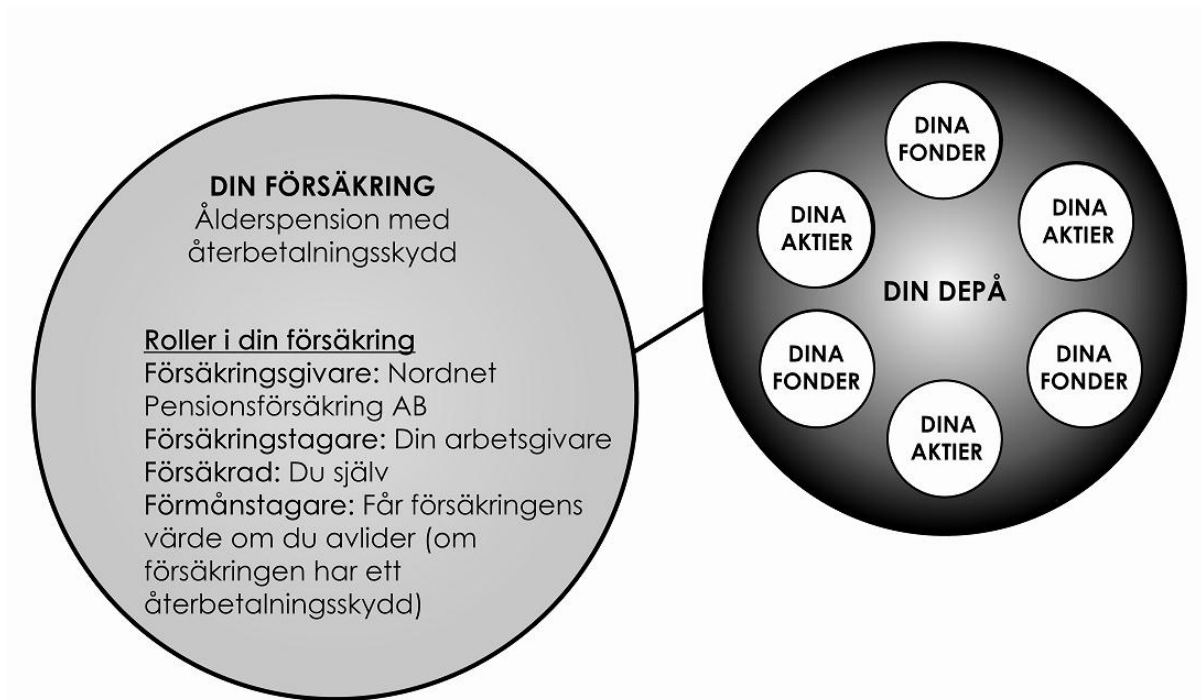 DIN FÖRSÄKRING
Ålderspension med
återbetalningsskydd
Roller i din försäkring
Försäkringsgivare: Nordnet
Pensionsförsäkring AB
Försäkringstagare: Din arbetsgivare
Försäkrad: Du själv
Förmånstagare: Får försäkringens
värde om du avlider (om
försäkringen har ett
återbetalningsskydd)
DINA
FONDER
DINA
AKTIER
DINA
AKTIER
DIN DEPÅ
DINA
FONDER
DINA
FONDER
DINA
AKTIER